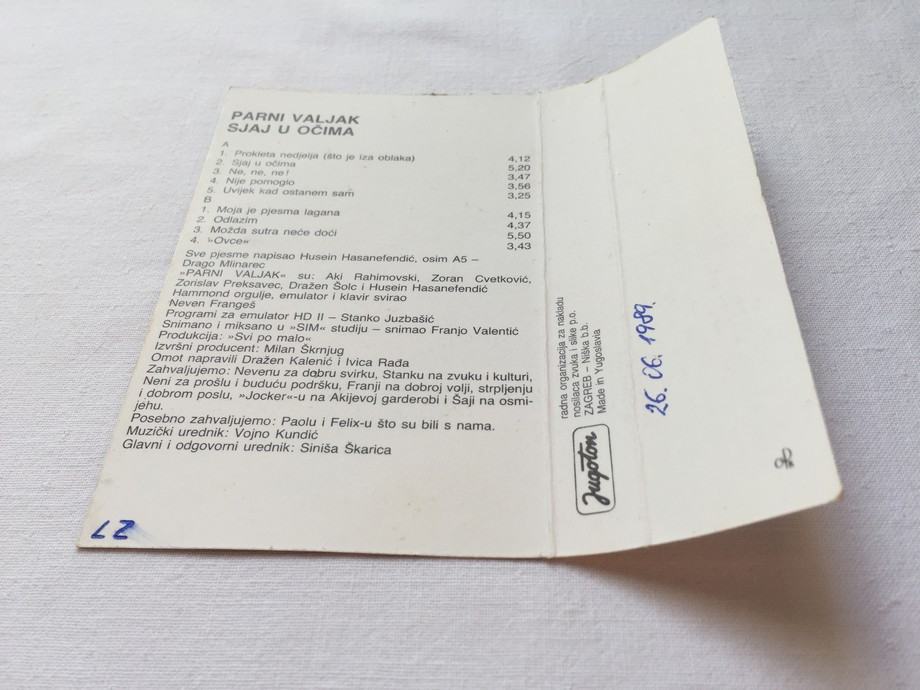 PARNI VALJAK
SJAJ U OČIMA
A
1. Prokleta nedjelja (što je iza oblaka) 4,12
2. Sjaj u očima 5,20
3. Ne, ne, ne! 3,47
4. Nije pomoglo 3,56
5. Uvijek kad ostanem sam 3,25
B
1. Moja je pjesma lagana 4,15
2. Odlazim 4,37
3. Možda sutra neće doći 5,50
4. »Ovce« 3,43
Sve pjesme napisao Husein Hasanefendić, osim A5 –
Drago Mlinarec
»PARNI VALJAK« su: Aki Rahimovski, Zoran Cvetković,
Zorislav Preksavec, Dražen Šolc i Husein Hasanefendić
Hammond orgulje, emulator i klavir svirao
Neven Frangeš
Programi za emulator HD II – Stanko Juzbašić
Snimano i miksano u »SIM« studiju – snimao Franjo Valentić
Produkcija: »Svi po malo«
Izvršni producent: Milan Škrnjug
Omot napravili Dražen Kalenić i Ivica Rađa
Zahvaljujemo: Nevenu za dobru svirku, Stanku na zvuku i kulturi,
Neni za prošlu i buduću podršku, Franji na dobroj volji, strpljenju
i dobrom poslu, »Jocker«-u na Akijevoj garderobi i Šaji na osmi-
jehu.
Posebno zahvaljujemo: Paolu i Felix-u što su bili s nama.
Muzički urednik: Vojno Kundić
Glavni i odgovorni urednik: Siniša Škarica
LZ
Jugoton
radna organizacija za nakladu
nosilaca zvuka i slike p.o.
ZAGREB – Niška b.b.
Made in Yugoslavia
26. 06. 1989.